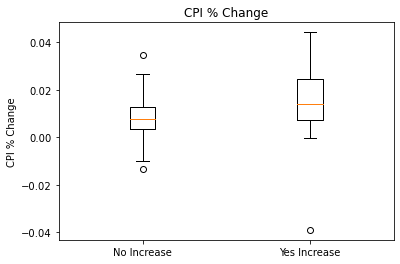 CPI % Change
CPI % Change
0.04
0.02
0.00
−0.02
−0.04
No Increase
Yes Increase